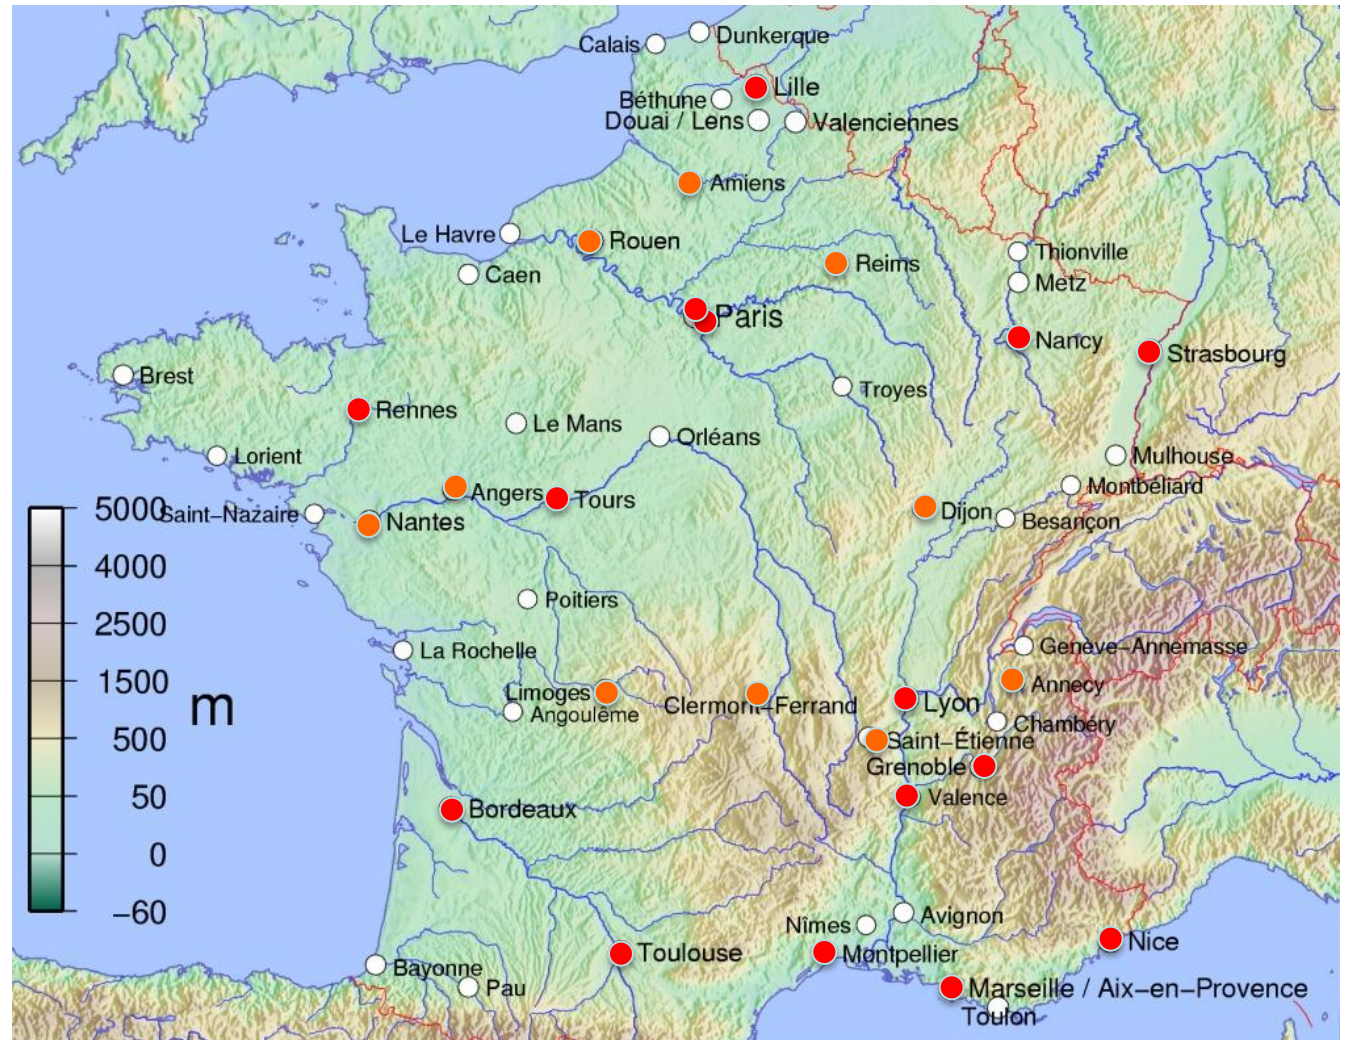 Dunkerque
Calais
Lille
Béthune
Douai / Lens
Valenciennes
Amiens
Le Havre
Rouen
Thionville
Reims
Caen
Metz
Paris
Nancy
Strasbourg
Brest
Troyes
Rennes
Le Mans
Orléans
Lorient
Mulhouse
Montbéliard
Angers
Tours
5000
Saint-Nazaire
Nantes
Dijon
Besançon
4000
Poitiers
2500
La Rochelle
Genève-Annemasse
1500
m
Limoges
Clermont-Ferrand
Annecy
Lyon
Angoulême
Chambéry
500
Saint-Étienne
Grenoble
50
Valence
Bordeaux
0
-60
Avignon
Nîmes
Nice
Toulouse
Montpellier
Bayonne
Pau
Marseille / Aix-en-Provence
Toulon